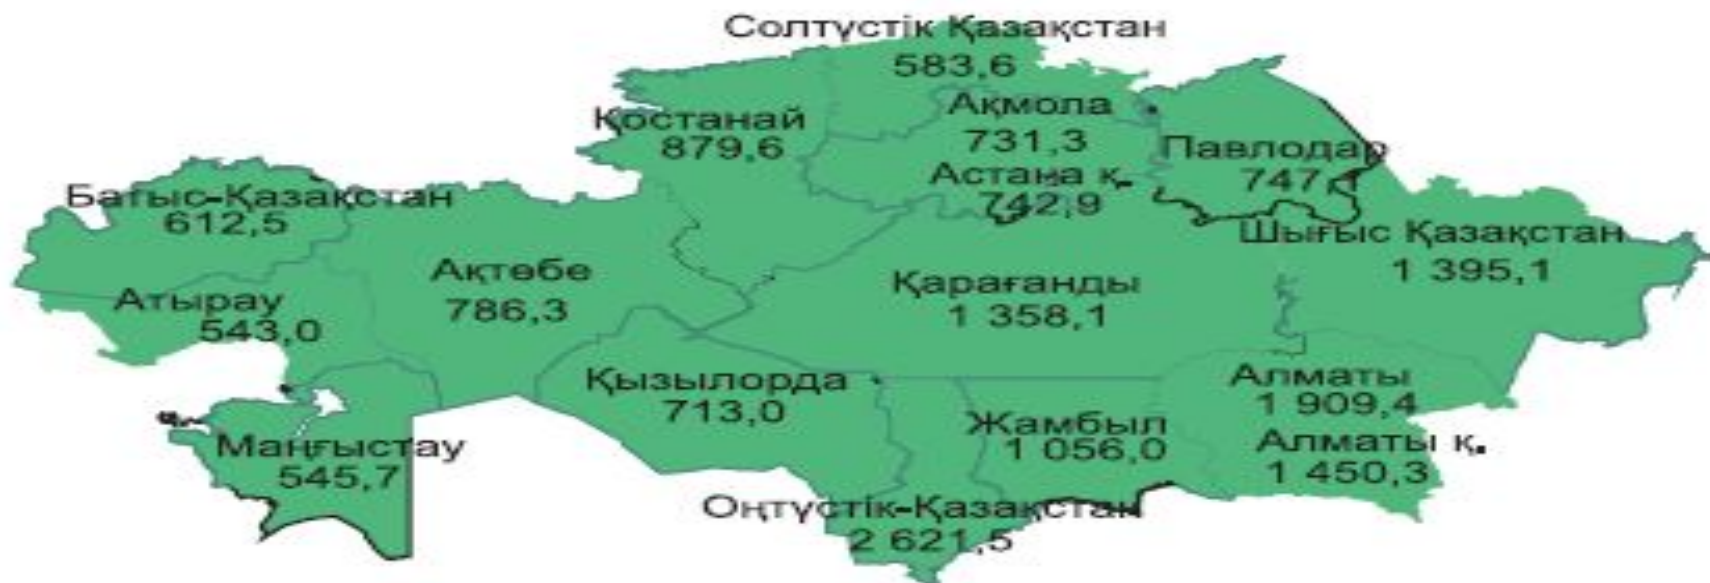 Солтүстік Қазақстан
583,6
Ақмола
731,3
Астана қ.
742,9
Қостанай
879,6
Павлодар
747,1
Батыс-Қазақстан
612,5
Шығыс Қазақстан
1 395,1
Ақтөбе
786,3
Қарағанды
1 358,1
Атырау
543,0
Қызылорда
713,0
Алматы
1 909,4
Жамбыл
1 056,0
Алматы қ.
1 450,3
Маңғыстау
545,7
Оңтүстік-Қазақстан
2 621,5